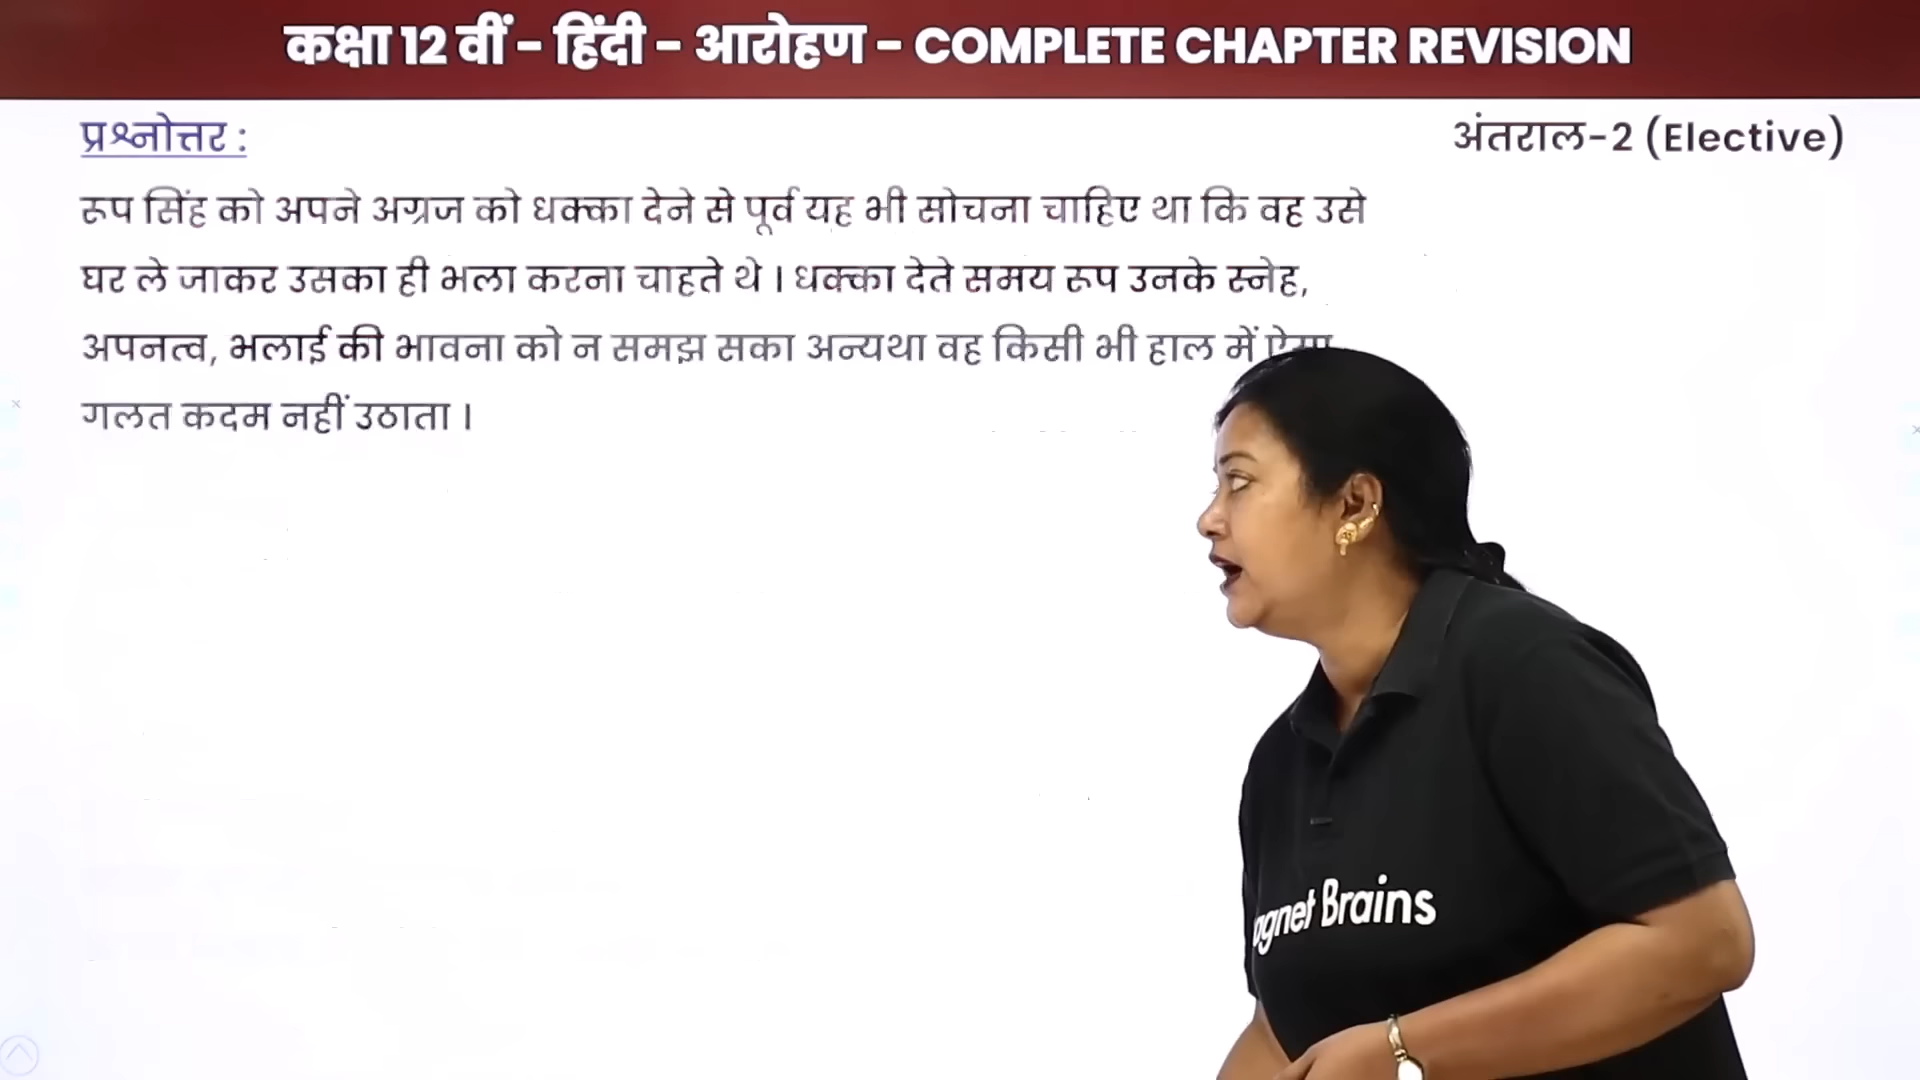 कक्षा 12 वीं - हिंदी - आरोहण - COMPLETE CHAPTER REVISION
प्रश्नोत्तर :
अंतराल-2 (Elective)
रूप सिंह को अपने अग्रज को धक्का देने से पूर्व यह भी सोचना चाहिए था कि वह उसे
घर ले जाकर उसका ही भला करना चाहते थे । धक्का देते समय रूप उनके स्नेह,
अपनत्व, भलाई की भावना को न समझ सका अन्यथा वह किसी भी हाल में
गलत कदम नहीं उठाता ।
Brains